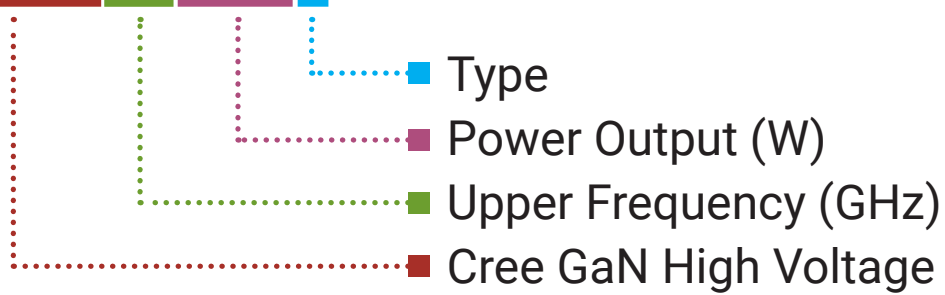 Type
Power Output (W)
Upper Frequency (GHz)
Cree GaN High Voltage